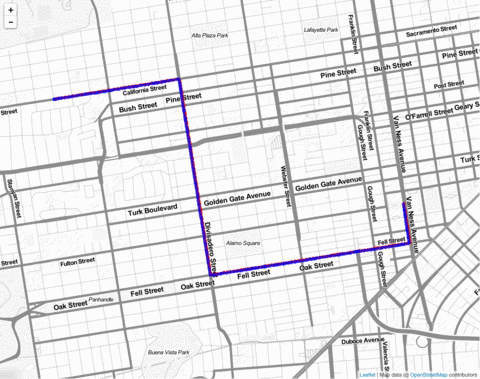 +
−
Alta Plaza Park
Lafayette Park
Franklin Street
Sacramento Street
Pine Street
Bush Street
Pine Street
California Street
Bush Street
Pine Street
Post Street
Geary S
O'Farrell Street
Street
Franklin Street
Gough Street
Van Ness Avenue
Turk S
Webster Street
Stanyan Street
Golden Gate Avenue
Golden Gate Avenue
Gough Street
Turk Boulevard
Van Ness Avenue
Divisadero Street
Alamo Square
Fell Street
Street
Fulton Street
Gough Street
Oak Street
Fell Street
Oak Street
Fell Street
Panhandle
Oak Street
Duboce Avenue
Valencia St
Buena Vista Park
Leaflet | Map data (c) OpenStreetMap contributors